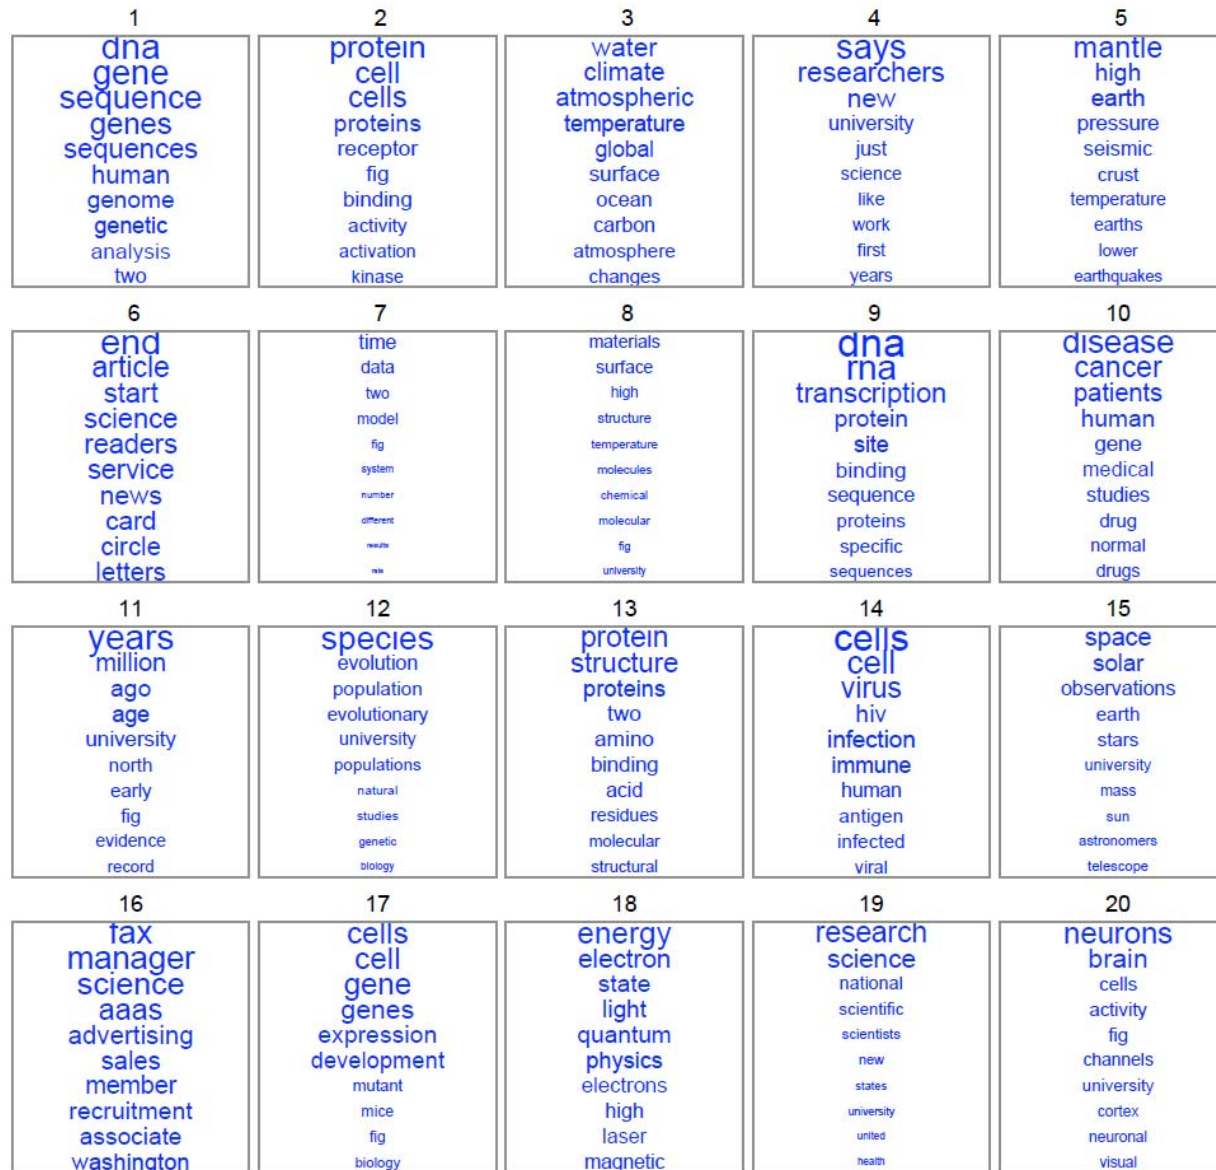 1 2 3 4 5
dna protein water says mantle
gene cell climate researchers high
sequence cells atmospheric new earth
genes proteins temperature university pressure
sequences receptor global just seismic
human fig surface science crust
genome binding ocean like temperature
genetic activity carbon work earths
analysis activation atmosphere first lower
two kinase changes years earthquakes
6 7 8 9 10
end time materials dna disease
article data surface rna cancer
start two high transcription patients
science model structure protein human
readers fig temperature site gene
service system molecules binding medical
news number chemical sequence studies
card different molecular proteins drug
circle results fig specific normal
letters rate university sequences drugs
11 12 13 14 15
years species protein cells space
million evolution structure cell solar
ago population proteins virus observations
age evolutionary two hiv earth
university university amino infection stars
north populations binding immune university
early natural acid human mass
fig studies residues antigen sun
evidence genetic molecular infected astronomers
record biology structural viral telescope
16 17 18 19 20
fax cells energy research neurons
manager cell electron science brain
science gene state national cells
aaas genes light scientific activity
advertising expression quantum scientists fig
sales development physics new channels
member mutant electrons states university
recruitment mice high university cortex
associate fig laser united neuronal
washington biology magnetic health visual